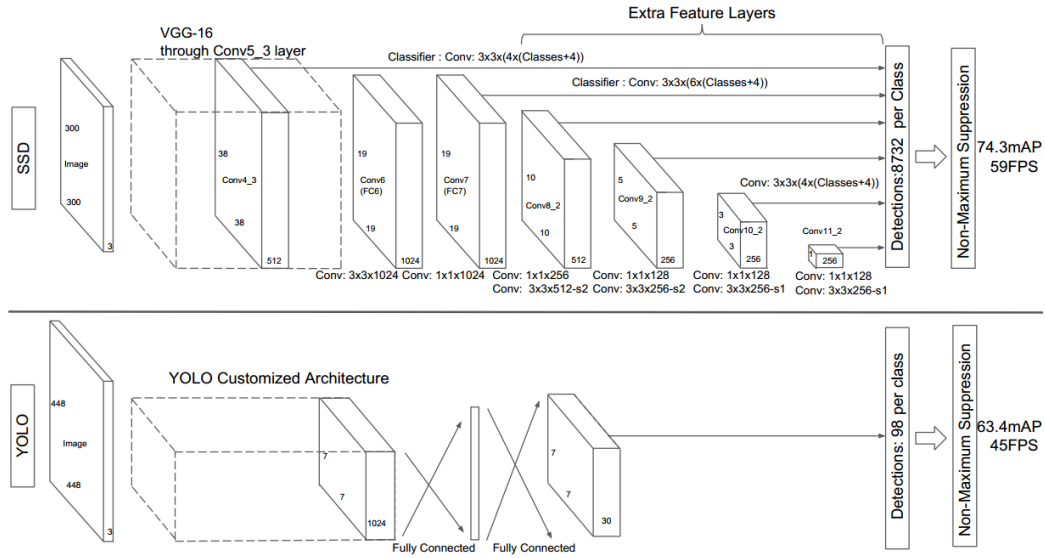 Extra Feature Layers
VGG-16
through Conv5_3 layer
Classifier : Conv: 3x3x(4x(Classes+4))
Classifier : Conv: 3x3x(6x(Classes+4))
SSD
300
Image
300
3
38
Conv4_3
38
512
19
Conv6
(FC6)
19
1024
19
Conv7
(FC7)
19
1024
10
Conv8_2
10
512
5
Conv9_2
5
256
Conv: 3x3x(4x(Classes+4))
3
Conv10_2
3
256
Conv11_2
1
256
Conv: 3x3x1024
Conv: 1x1x1024
Conv: 1x1x256
Conv: 3x3x512-s2
Conv: 1x1x128
Conv: 3x3x256-s2
Conv: 1x1x128
Conv: 3x3x256-s1
Conv: 1x1x128
Conv: 3x3x256-s1
Detections:8732 per Class
Non-Maximum Suppression
74.3mAP
59FPS
YOLO
448
Image
448
3
YOLO Customized Architecture
7
7
1024
Fully Connected
Fully Connected
7
7
30
Detections: 98 per class
Non-Maximum Suppression
63.4mAP
45FPS